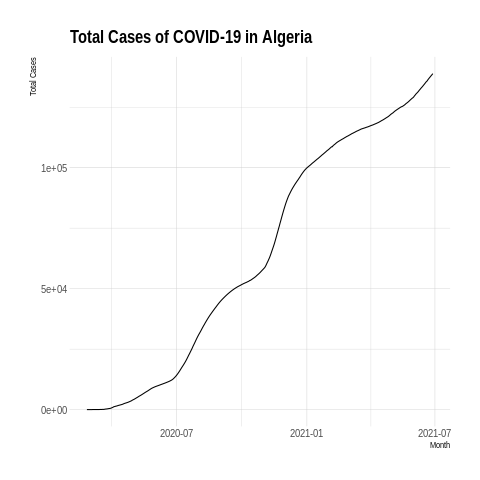 Total Cases of COVID-19 in Algeria
Total Cases
1e+05
5e+04
0e+00
2020-07 2021-01 2021-07
Month